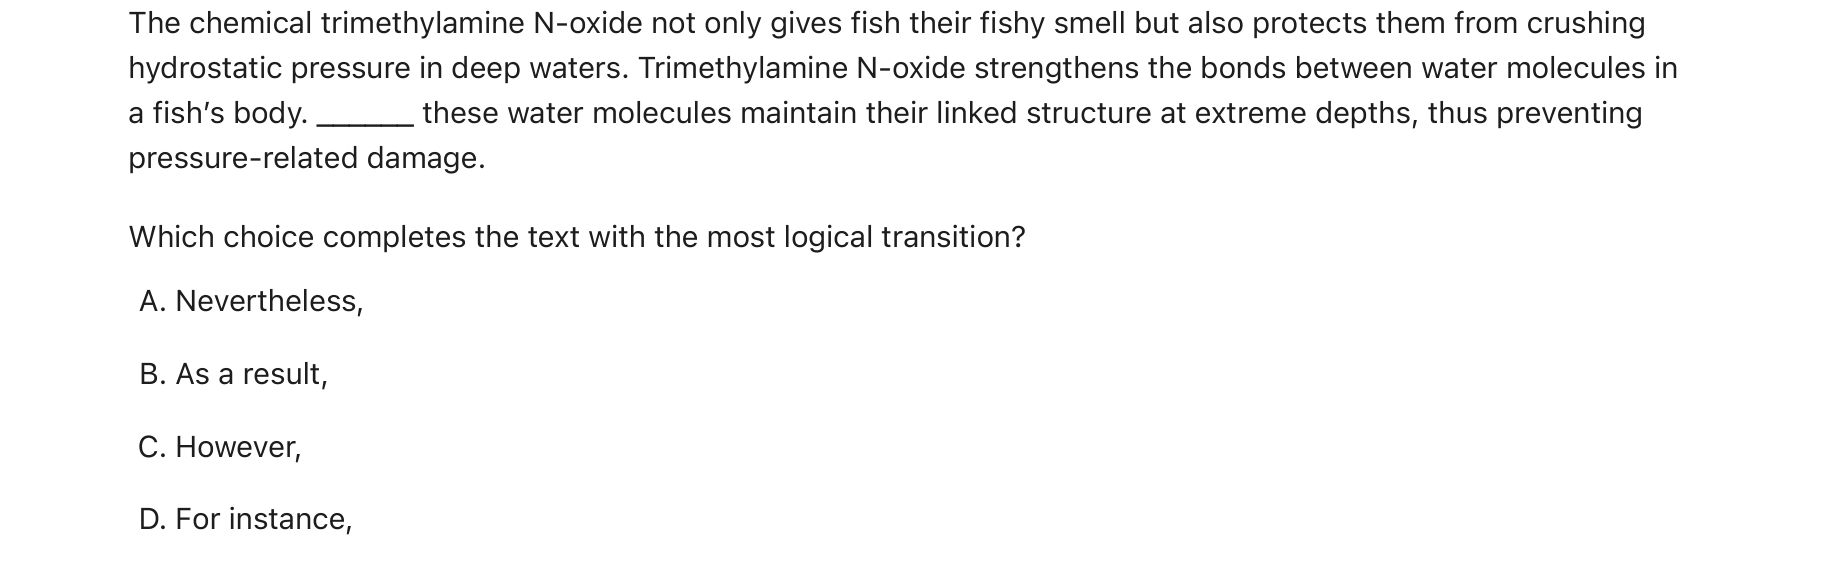 The chemical trimethylamine N-oxide not only gives fish their fishy smell but also protects them from crushing
hydrostatic pressure in deep waters. Trimethylamine N-oxide strengthens the bonds between water molecules in
a fish’s body. ______ these water molecules maintain their linked structure at extreme depths, thus preventing
pressure-related damage.
Which choice completes the text with the most logical transition?
A. Nevertheless,
B. As a result,
C. However,
D. For instance,